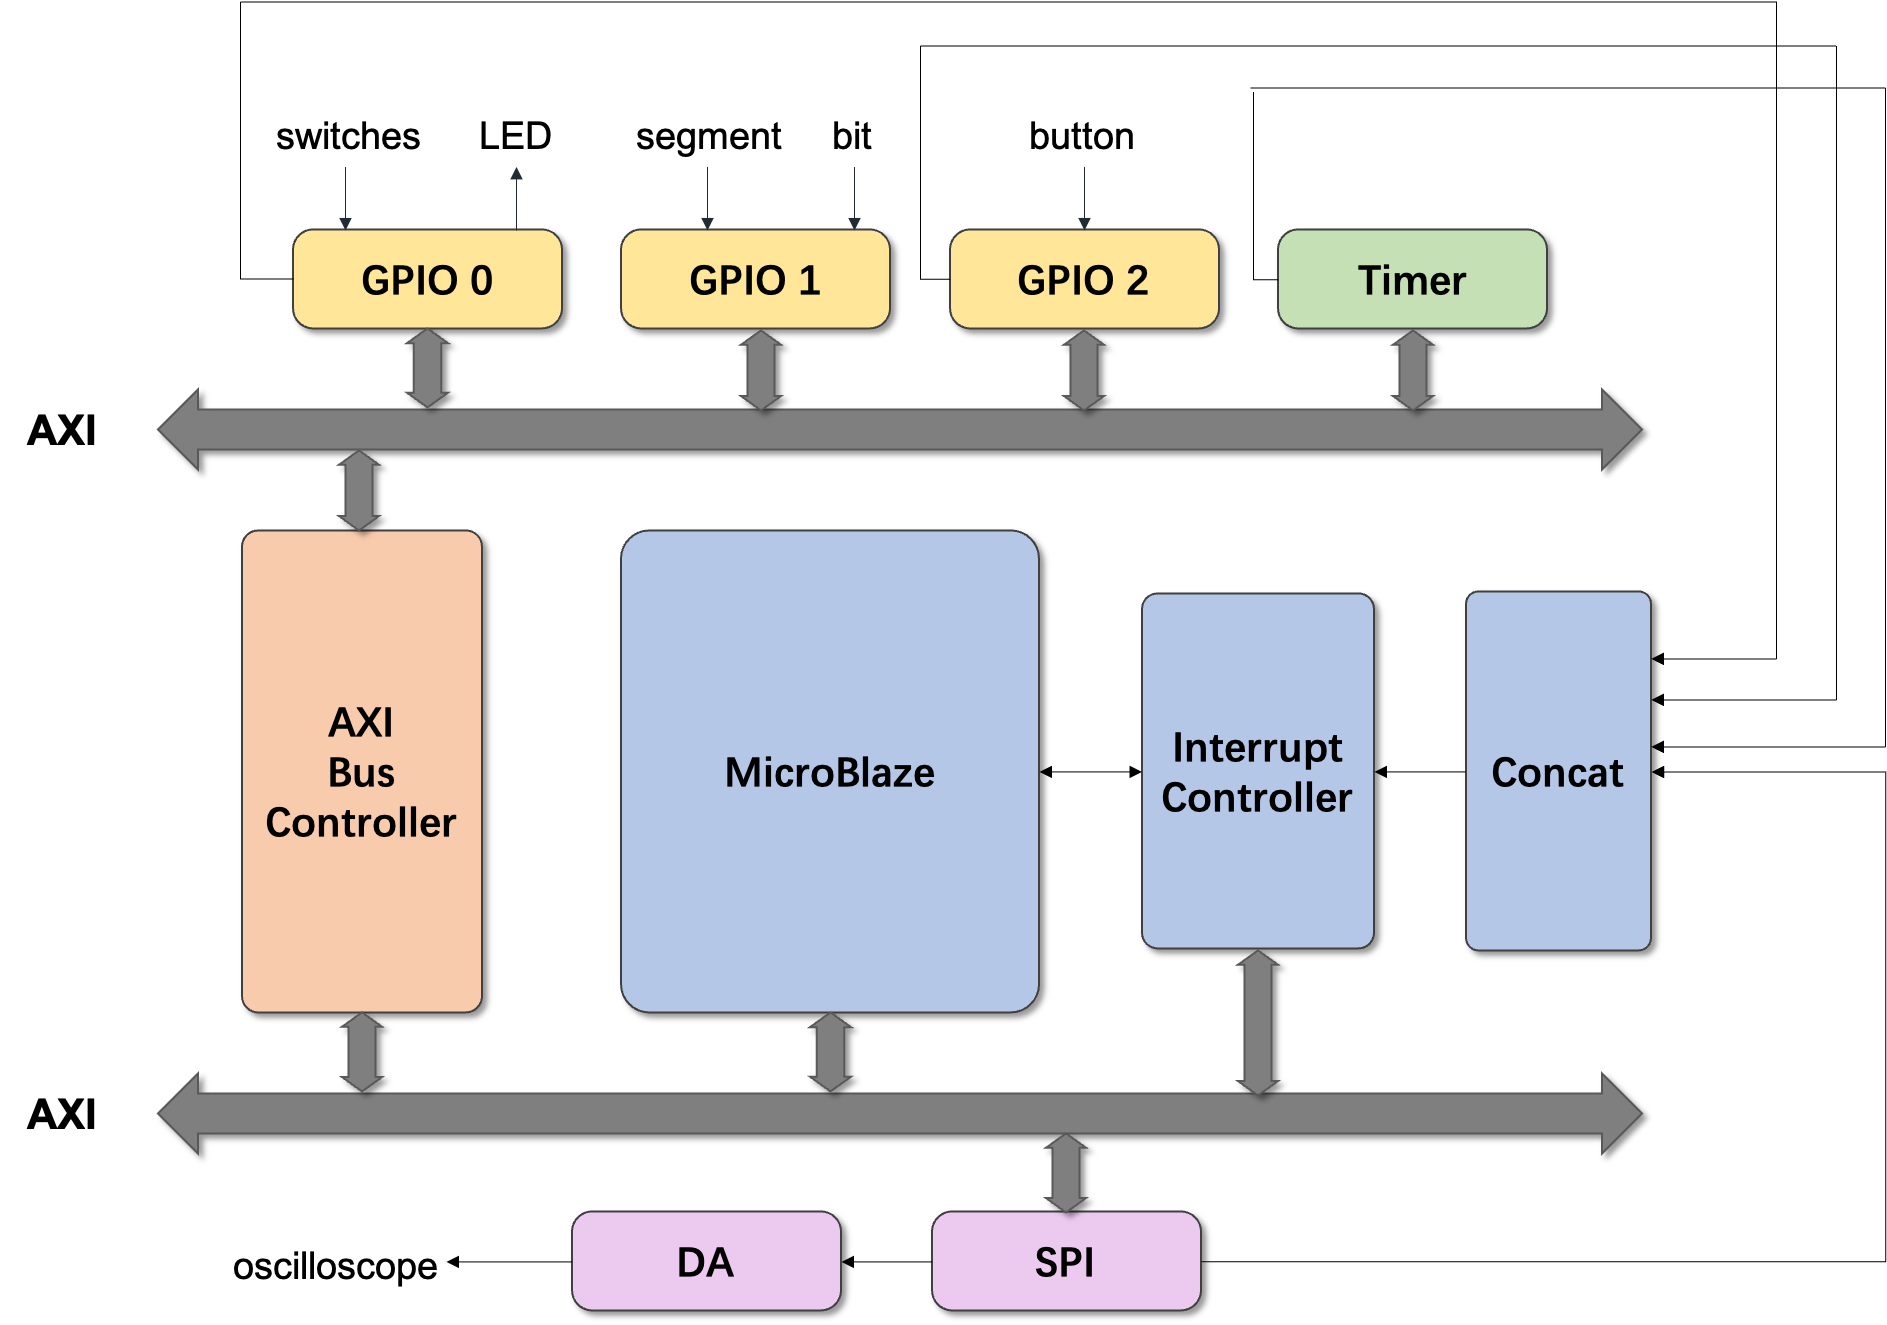 switches LED segment bit button
GPIO 0 GPIO 1 GPIO 2 Timer
AXI
AXI
Bus
Controller
MicroBlaze
Interrupt
Controller
Concat
AXI
oscilloscope DA SPI